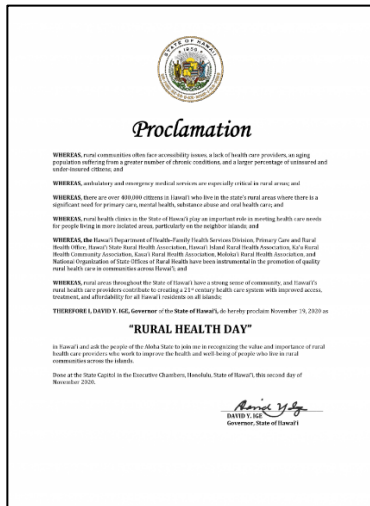 STATE OF HAWAII
1959
Proclamation
WHEREAS, rural communities often face accessibility issues, a lack of health care providers, an aging
population suffering from a greater number of chronic conditions, and a larger percentage of uninsured and
under-insured citizens; and
WHEREAS, ambulatory and emergency medical services are especially critical in rural areas; and
WHEREAS, there are over 400,000 citizens in Hawai'i who live in the state's rural areas where there is a
significant need for primary care, mental health, substance abuse and oral health care; and
WHEREAS, rural health clinics in the State of Hawai'i play an important role in meeting health care needs
for people living in more isolated areas, particularly on the neighbor islands; and
WHEREAS, the Hawai'i Department of Health-Family Health Services Division, Primary Care and Rural
Health Office, Hawai'i State Rural Health Association, Hawai'i Island Rural Health Association, Ka'u Rural
Health Community Association, Kaua'i Rural Health Association, Moloka'i Rural Health Association, and
National Organization of State Offices of Rural Health have been instrumental in the promotion of quality
rural health care in communities across Hawai'i; and
WHEREAS, rural areas throughout the State of Hawai'i have a strong sense of community, and Hawai'i's
rural health care providers contribute to creating a 21st century health care system with improved access,
treatment, and affordability for all Hawai'i residents on all islands;
THEREFORE I, DAVID Y. IGE, Governor of the State of Hawai'i, do hereby proclaim November 19, 2020 as
"RURAL HEALTH DAY"
in Hawai'i and ask the people of the Aloha State to join me in recognizing the value and importance of rural
health care providers who work to improve the health and well-being of people who live in rural
communities across the islands.
Done at the State Capitol in the Executive Chambers, Honolulu, State of Hawai'i, this second day of
November 2020.
David Y. Ige
DAVID Y. IGE
Governor, State of Hawai'i